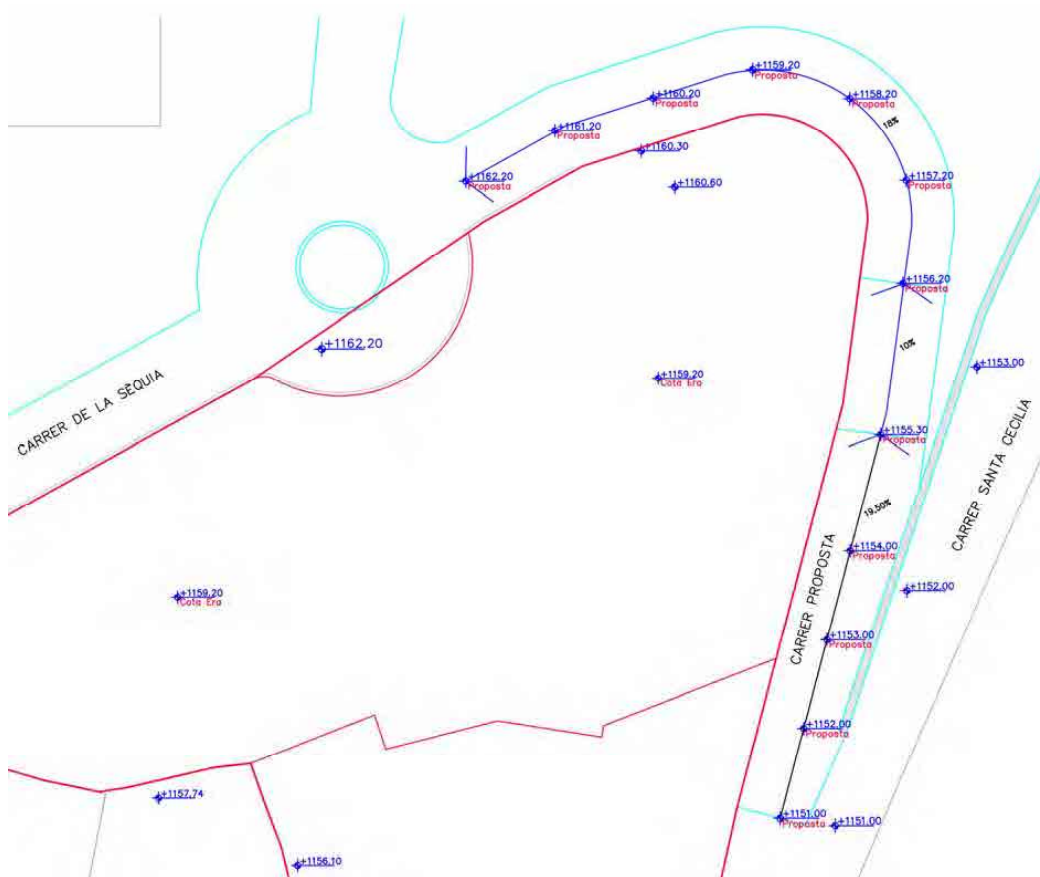 +1159.20
Proposta
+1160.20
Proposta
+1158.20
Proposta
18%
+1161.20
Proposta
+1160.30
+1162.20
Proposta
+1160.60
+1157.20
Proposta
+1156.20
Proposta
+1162.20
10%
+1153.00
+1159.20
Cota Era
CARRER DE LA SÈQUIA
+1155.30
Proposta
CARRER SANTA CECILIA
19,50%
+1154.00
Proposta
CARRER PROPOSTA
+1152.00
+1159.20
Cota Era
+1153.00
Proposta
+1152.00
Proposta
+1157.74
+1151.00
Proposta
+1151.00
+1156.10